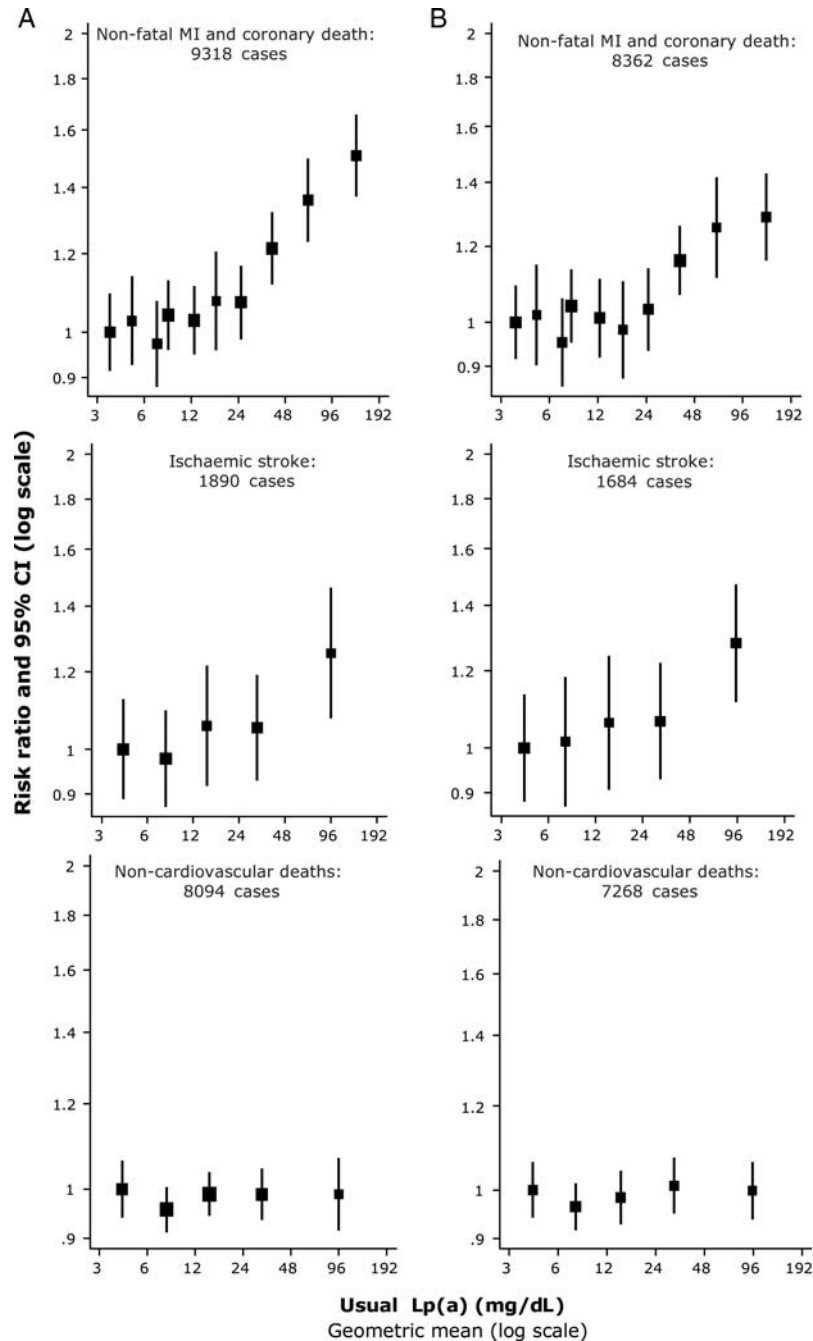 A
B
Non-fatal MI and coronary death:
9318 cases
2
1.8
1.6
1.4
1.2
1
0.9
3 6 12 24 48 96 192
Non-fatal MI and coronary death:
8362 cases
2
1.8
1.6
1.4
1.2
1
0.9
3 6 12 24 48 96 192
Risk ratio and 95% CI (log scale)
Ischaemic stroke:
1890 cases
2
1.8
1.6
1.4
1.2
1
0.9
3 6 12 24 48 96 192
Ischaemic stroke:
1684 cases
2
1.8
1.6
1.4
1.2
1
0.9
3 6 12 24 48 96 192
Non-cardiovascular deaths:
8094 cases
2
1.8
1.6
1.4
1.2
1
.9
3 6 12 24 48 96 192
Non-cardiovascular deaths:
7268 cases
2
1.8
1.6
1.4
1.2
1
.9
3 6 12 24 48 96 192
Usual Lp(a) (mg/dL)
Geometric mean (log scale)